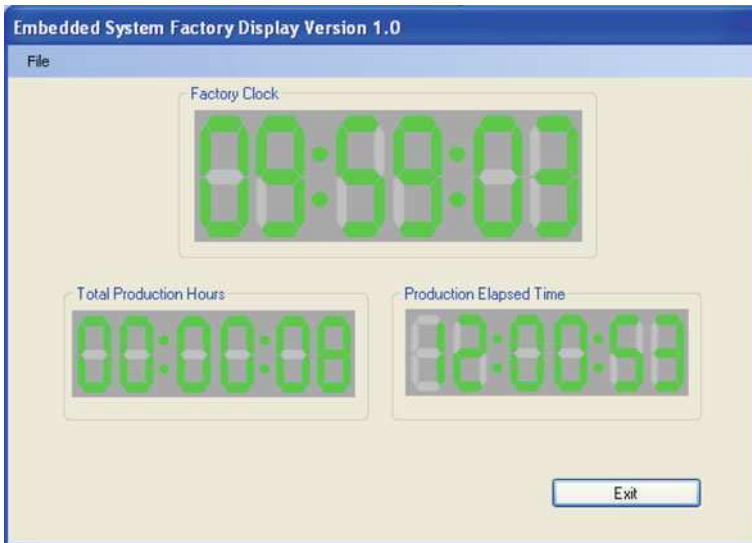 Embedded System Factory Display Version 1.0
File
Factory Clock
09:59:03
Total Production Hours
00:00:08
Production Elapsed Time
12:00:53
Exit